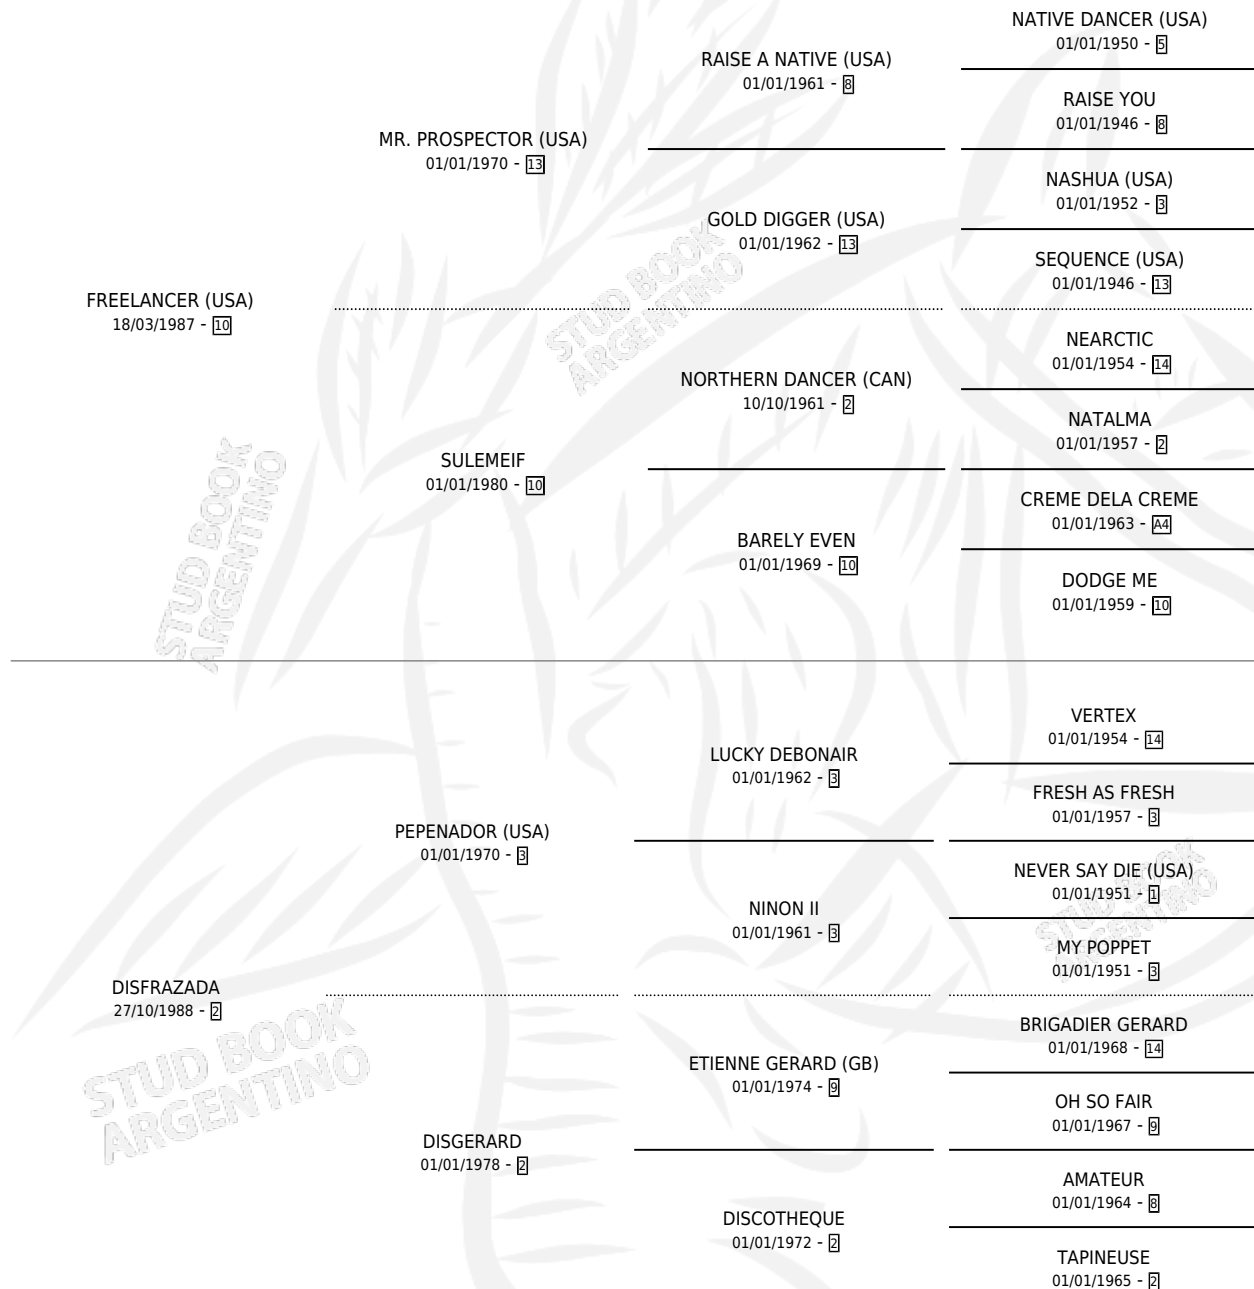 NATIVE DANCER (USA)
01/01/1950 - 5
RAISE A NATIVE (USA)
01/01/1961 - 8
RAISE YOU
01/01/1946 - 8
MR. PROSPECTOR (USA)
01/01/1970 - 13
NASHUA (USA)
01/01/1952 - 3
GOLD DIGGER (USA)
01/01/1962 - 13
SEQUENCE (USA)
01/01/1946 - 13
FREELANCER (USA)
18/03/1987 - 10
NEARCTIC
01/01/1954 - 14
NORTHERN DANCER (CAN)
10/10/1961 - 2
NATALMA
01/01/1957 - 2
SULEMEIF
01/01/1980 - 10
CREME DELA CREME
01/01/1963 - A4
BARELY EVEN
01/01/1969 - 10
DODGE ME
01/01/1959 - 10
VERTEX
01/01/1954 - 14
LUCKY DEBONAIR
01/01/1962 - 3
FRESH AS FRESH
01/01/1957 - 3
PEPENADOR (USA)
01/01/1970 - 3
NEVER SAY DIE (USA)
01/01/1951 - 1
NINON II
01/01/1961 - 3
MY POPPET
01/01/1951 - 3
DISFRAZADA
27/10/1988 - 2
BRIGADIER GERARD
01/01/1968 - 14
ETIENNE GERARD (GB)
01/01/1974 - 9
OH SO FAIR
01/01/1967 - 9
DISGERARD
01/01/1978 - 2
AMATEUR
01/01/1964 - 8
DISCOTHEQUE
01/01/1972 - 2
TAPINEUSE
01/01/1965 - 2
STUD BOOK
ARGENTINO
STUD BOOK
ARGENTINO
STUD BOOK
ARGENTINO
STUD BOOK
ARGENTINO